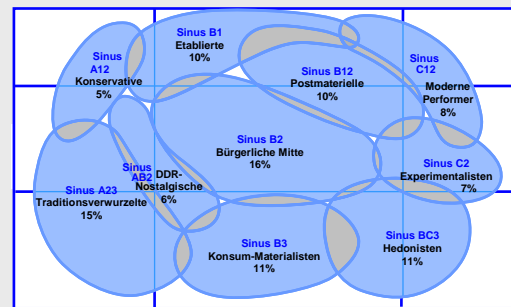 Sinus B1
Etablierte
10%
Sinus
A12
Konservative
5%
Sinus B12
Postmaterielle
10%
Sinus
C12
Moderne
Performer
8%
Sinus B2
Bürgerliche Mitte
16%
Sinus
AB2
DDR-
Nostalgische
6%
Sinus C2
Experimentalisten
7%
Sinus A23
Traditionsverwurzelte
15%
Sinus B3
Konsum-Materialisten
11%
Sinus BC3
Hedonisten
11%